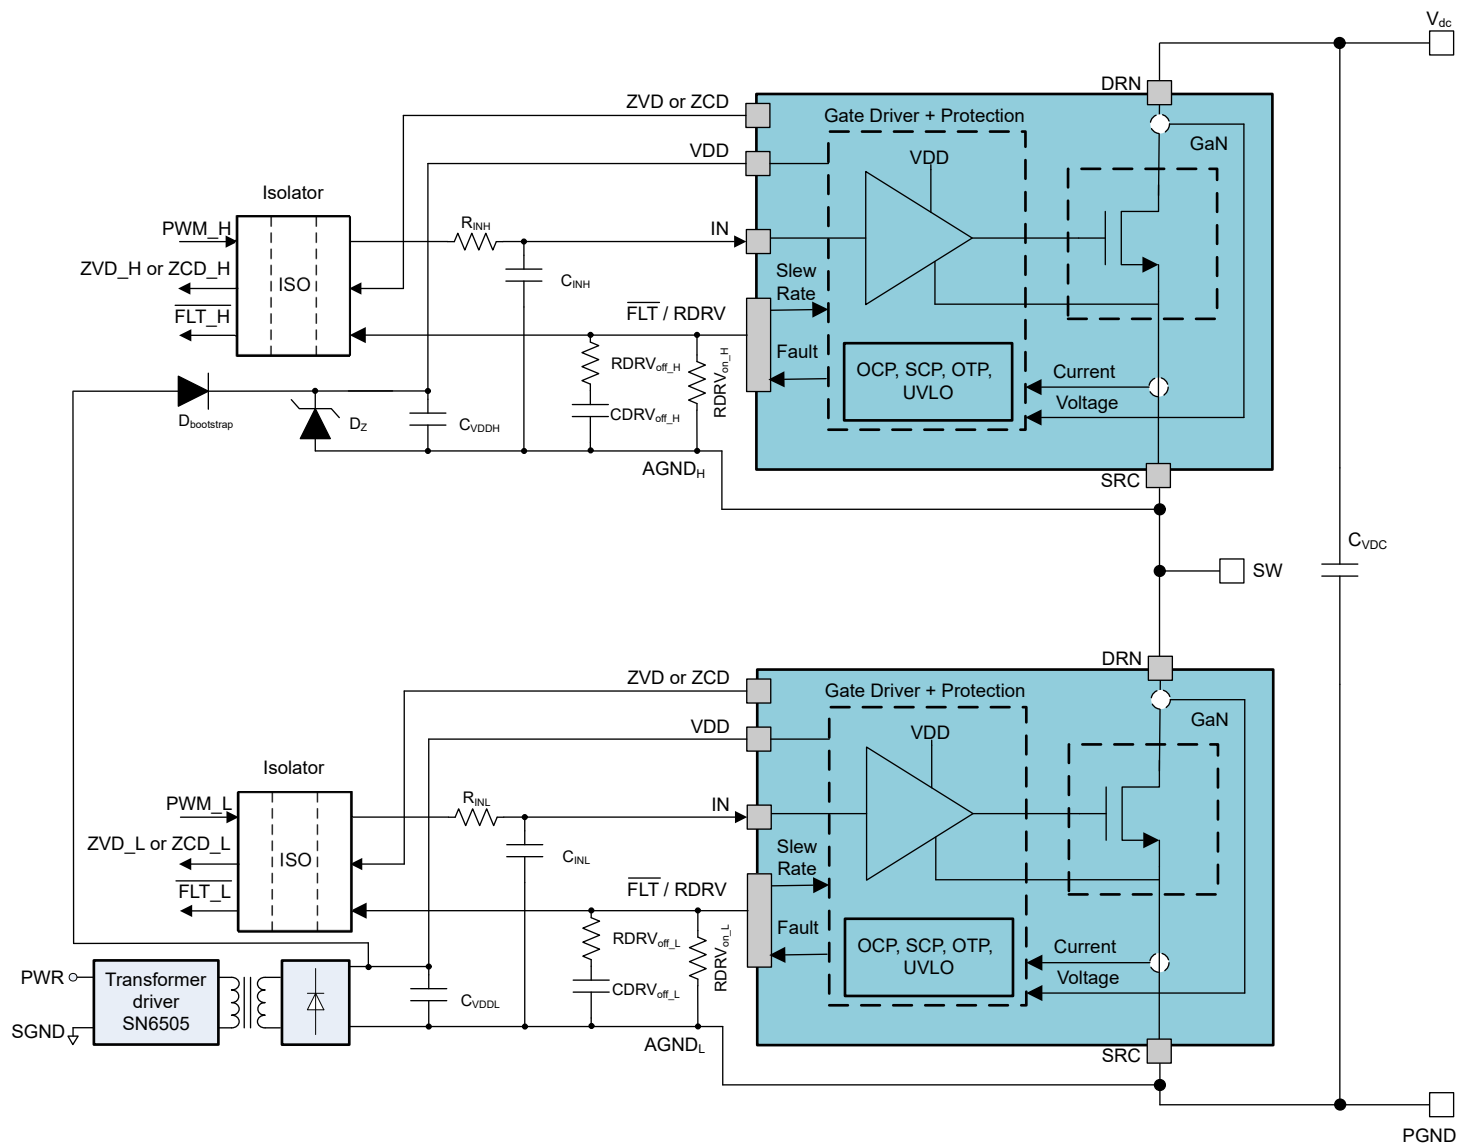 Vdc
DRN
ZVD or ZCD
Gate Driver + Protection
GaN
VDD
VDD
Isolator
RINH
PWM_H
IN
ZVD_H or ZCD_H
ISO
CINH
Slew
Rate
FLT_H
FLT / RDRV
RDRVoff_H
RDRVon_H
Fault
OCP, SCP, OTP,
UVLO
Current
Voltage
Dbootstrap
DZ
CVDDH
CDRVoff_H
AGNDH
SRC
CVDC
SW
DRN
ZVD or ZCD
Gate Driver + Protection
GaN
VDD
VDD
Isolator
RINL
PWM_L
IN
ZVD_L or ZCD_L
ISO
CINL
Slew
Rate
FLT_L
FLT / RDRV
RDRVoff_L
RDRVon_L
Fault
OCP, SCP, OTP,
UVLO
Current
Voltage
PWR
Transformer
driver
SN6505
CVDDL
CDRVoff_L
SGND
AGNDL
SRC
PGND